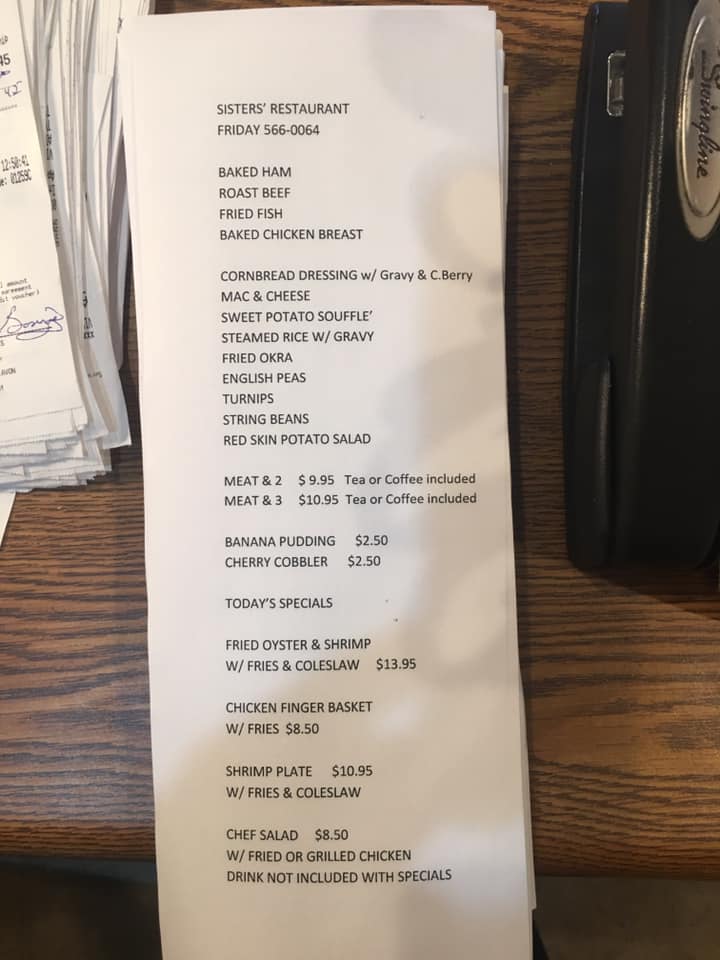 45
12:58:41
SISTERS' RESTAURANT
FRIDAY 566-0064
BAKED HAM
ROAST BEEF
FRIED FISH
BAKED CHICKEN BREAST
CORNBREAD DRESSING w/ Gravy & C.Berry
MAC & CHEESE
SWEET POTATO SOUFFLE'
STEAMED RICE W/ GRAVY
FRIED OKRA
ENGLISH PEAS
TURNIPS
STRING BEANS
RED SKIN POTATO SALAD
MEAT & 2 $ 9.95 Tea or Coffee included
MEAT & 3 $10.95 Tea or Coffee included
BANANA PUDDING $2.50
CHERRY COBBLER $2.50
TODAY'S SPECIALS
FRIED OYSTER & SHRIMP
W/ FRIES & COLESLAW $13.95
CHICKEN FINGER BASKET
W/ FRIES $8.50
SHRIMP PLATE $10.95
W/ FRIES & COLESLAW
CHEF SALAD $8.50
W/ FRIED OR GRILLED CHICKEN
DRINK NOT INCLUDED WITH SPECIALS
Swingline